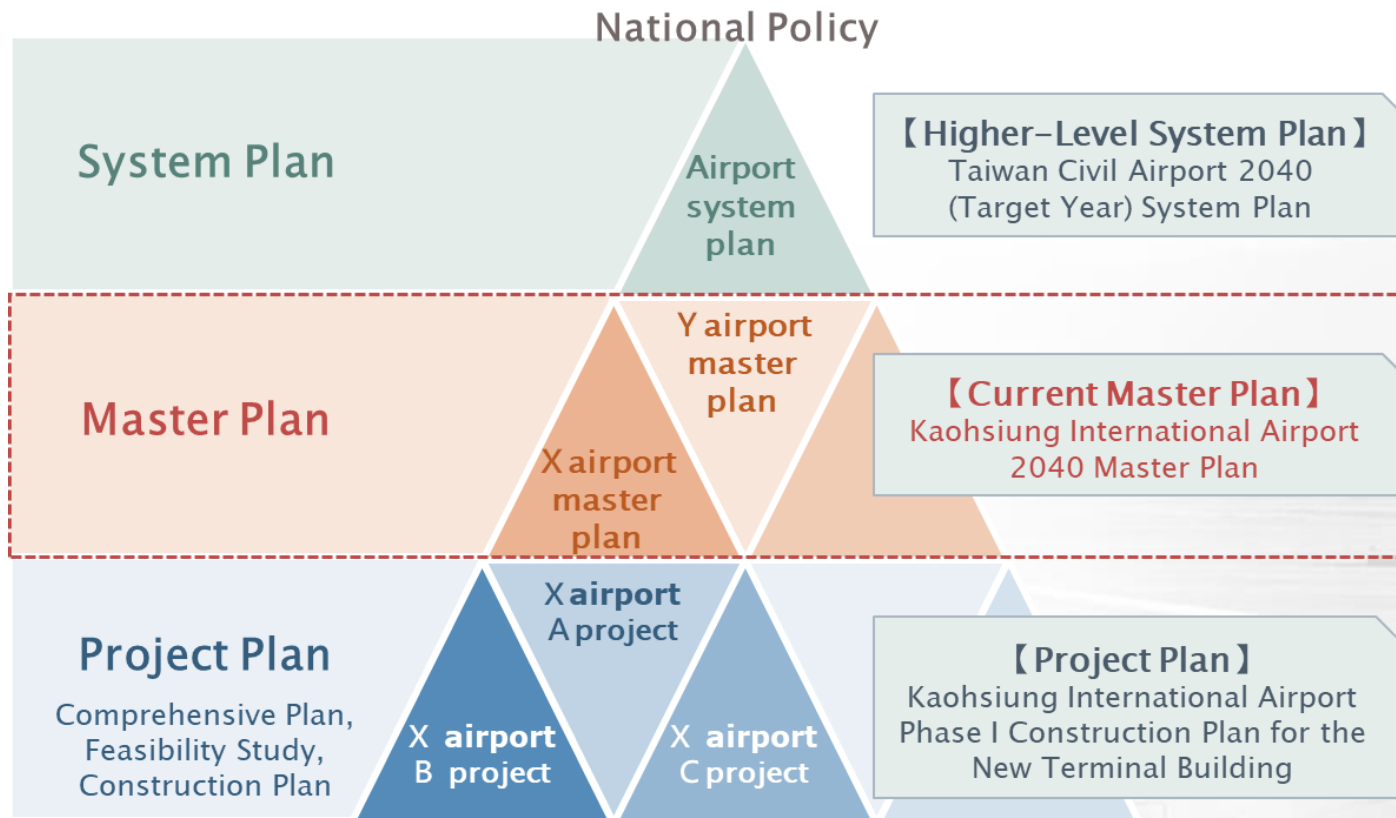 National Policy
System Plan
Airport
system
plan
【Higher-Level System Plan】
Taiwan Civil Airport 2040
(Target Year) System Plan
Master Plan
Y airport
master
plan
X airport
master
plan
【Current Master Plan】
Kaohsiung International Airport
2040 Master Plan
Project Plan
Comprehensive Plan,
Feasibility Study,
Construction Plan
X airport
A project
X airport
B project
X airport
C project
【Project Plan】
Kaohsiung International Airport
Phase I Construction Plan for the
New Terminal Building